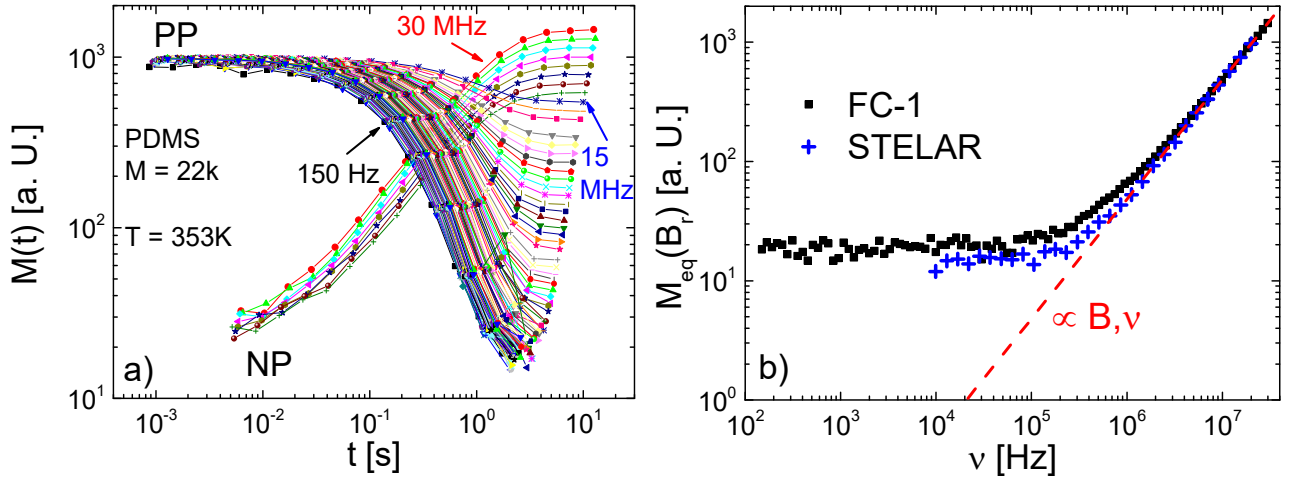 PP
30 MHz
PDMS
M = 22k
T = 353K
150 Hz
15
MHz
NP
a)
M(t) [a. U.]
10³
10²
10¹
10⁻³
10⁻²
10⁻¹
10⁰
10¹
t [s]
FC-1
STELAR
∝ B,ν
b)
M_eq(B_r) [a. U.]
10³
10²
10¹
10⁰
10²
10³
10⁴
10⁵
10⁶
10⁷
ν [Hz]